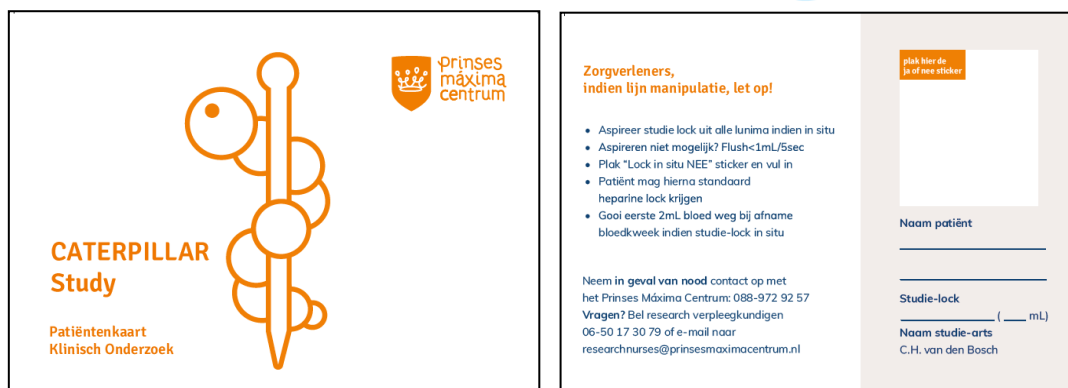 prinses
máxima
centrum
CATERPILLAR
Study
Patiëntenkaart
Klinisch Onderzoek
Zorgverleners,
indien lijn manipulatie, let op!
• Aspireer studie lock uit alle lunima indien in situ
• Aspireren niet mogelijk? Flush<1mL/5sec
• Plak “Lock in situ NEE” sticker en vul in
• Patiënt mag hierna standaard
heparine lock krijgen
• Gooi eerste 2mL bloed weg bij afname
bloedkweek indien studie-lock in situ
Neem in geval van nood contact op met
het Prinses Máxima Centrum: 088-972 92 57
Vragen? Bel research verpleegkundigen
06-50 17 30 79 of e-mail naar
researchnurses@prinsesmaximacentrum.nl
plak hier de
ja of nee sticker
Naam patiënt
Studie-lock
( ___ mL)
Naam studie-arts
C.H. van den Bosch